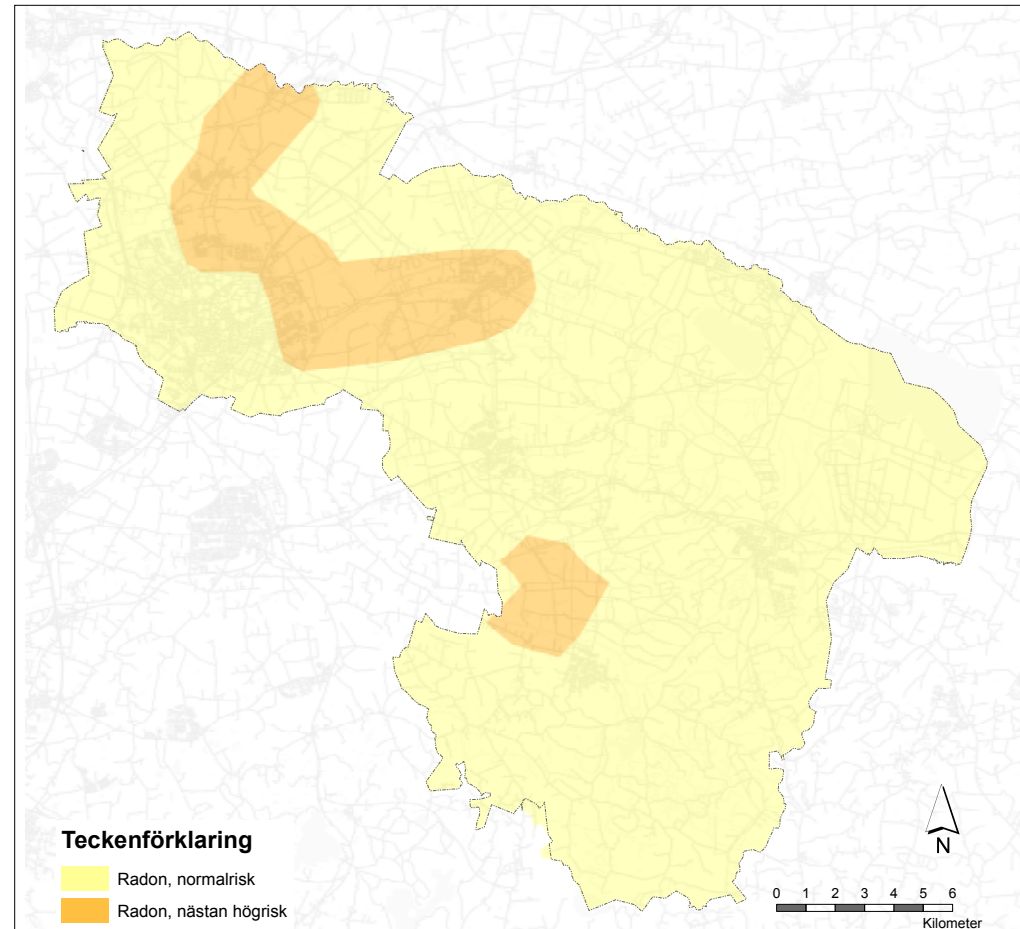 Teckenförklaring
Radon, normalrisk
Radon, nästan högrisk
N
0 1 2 3 4 5 6
Kilometer